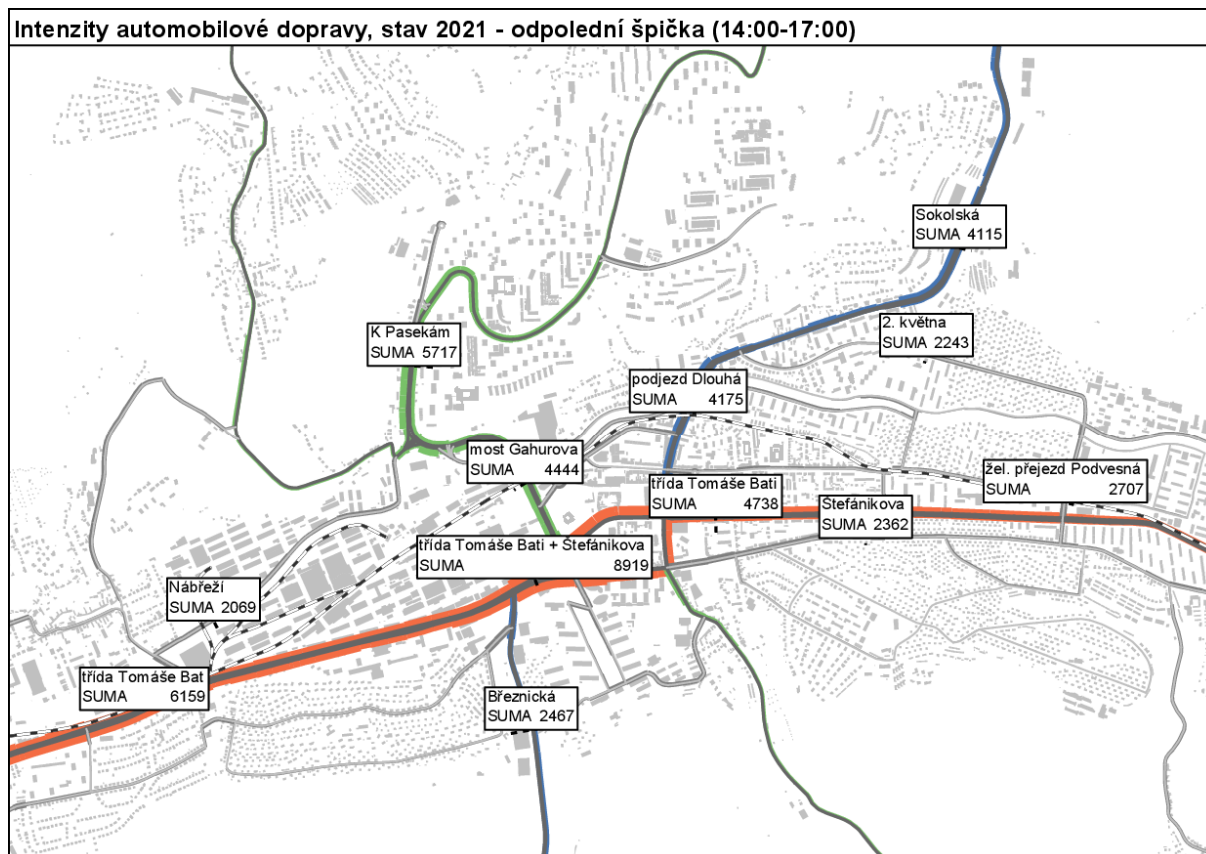 Intenzity automobilové dopravy, stav 2021 - odpolední špička (14:00-17:00)
Sokolská
SUMA 4115
2. května
SUMA 2243
K Pasekám
SUMA 5717
podjezd Dlouhá
SUMA 4175
most Gahurova
SUMA 4444
žel. přejezd Podvesná
SUMA 2707
třída Tomáše Bati
SUMA 4738
Štefánikova
SUMA 2362
třída Tomáše Bati + Štefánikova
SUMA 8919
Nábřeží
SUMA 2069
třída Tomáše Bat
SUMA 6159
Březnická
SUMA 2467